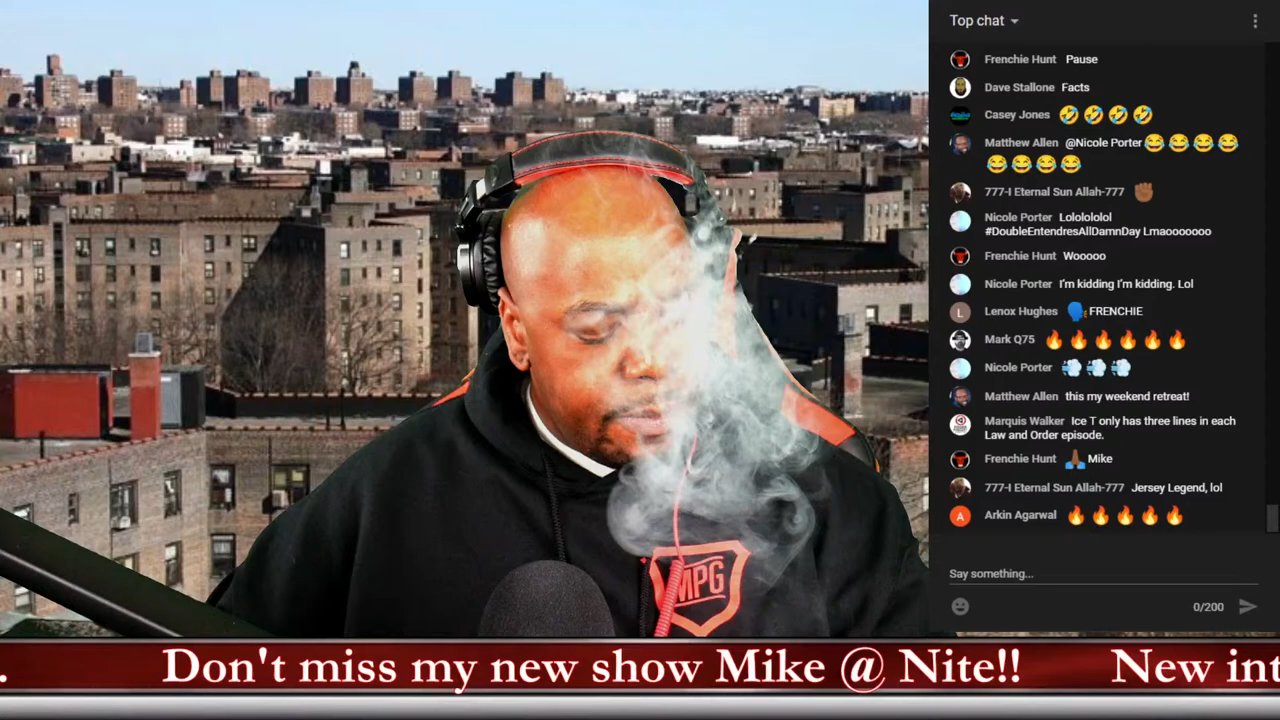 Top chat
Frenchie Hunt Pause
Dave Stallone Facts
Casey Jones 🤣🤣🤣🤣
Matthew Allen @Nicole Porter😂😂😂😂
😂😂😂😂
777-I Eternal Sun Allah-777 ✊🏾
Nicole Porter Lolololololol
#DoubleEntendresAllDamnDay Lmaooooooo
Frenchie Hunt Wooooo
Nicole Porter I'm kidding I'm kidding. Lol
L Lenox Hughes 🗣FRENCHIE
Mark Q75 🔥🔥🔥🔥🔥🔥
Nicole Porter 💨💨💨
Matthew Allen this my weekend retreat!
Marquis Walker Ice T only has three lines in each
Law and Order episode.
Frenchie Hunt 🙏🏾Mike
777-I Eternal Sun Allah-777 Jersey Legend, lol
A Arkin Agarwal 🔥🔥🔥🔥🔥
Say something...
0/200
MPG
. Don't miss my new show Mike @ Nite!! New int